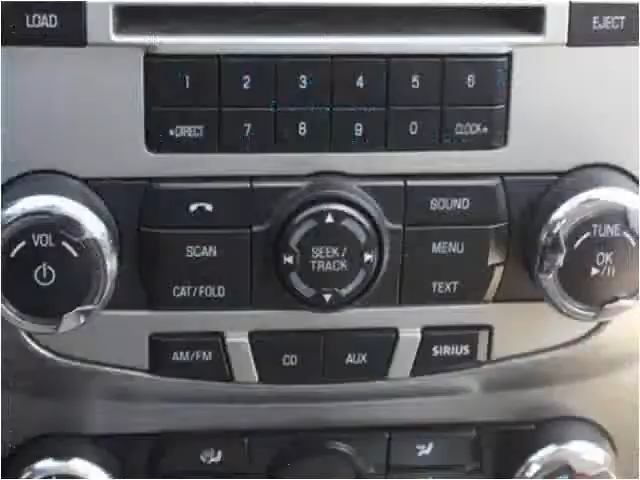 LOAD EJECT
1 2 3 4 5 6
*DIRECT 7 8 9 0 CLOCK*
SOUND
VOL SCAN SEEK/ MENU TUNE
TRACK OK
CAT/FOLD TEXT
AM/FM CD AUX SIRIUS